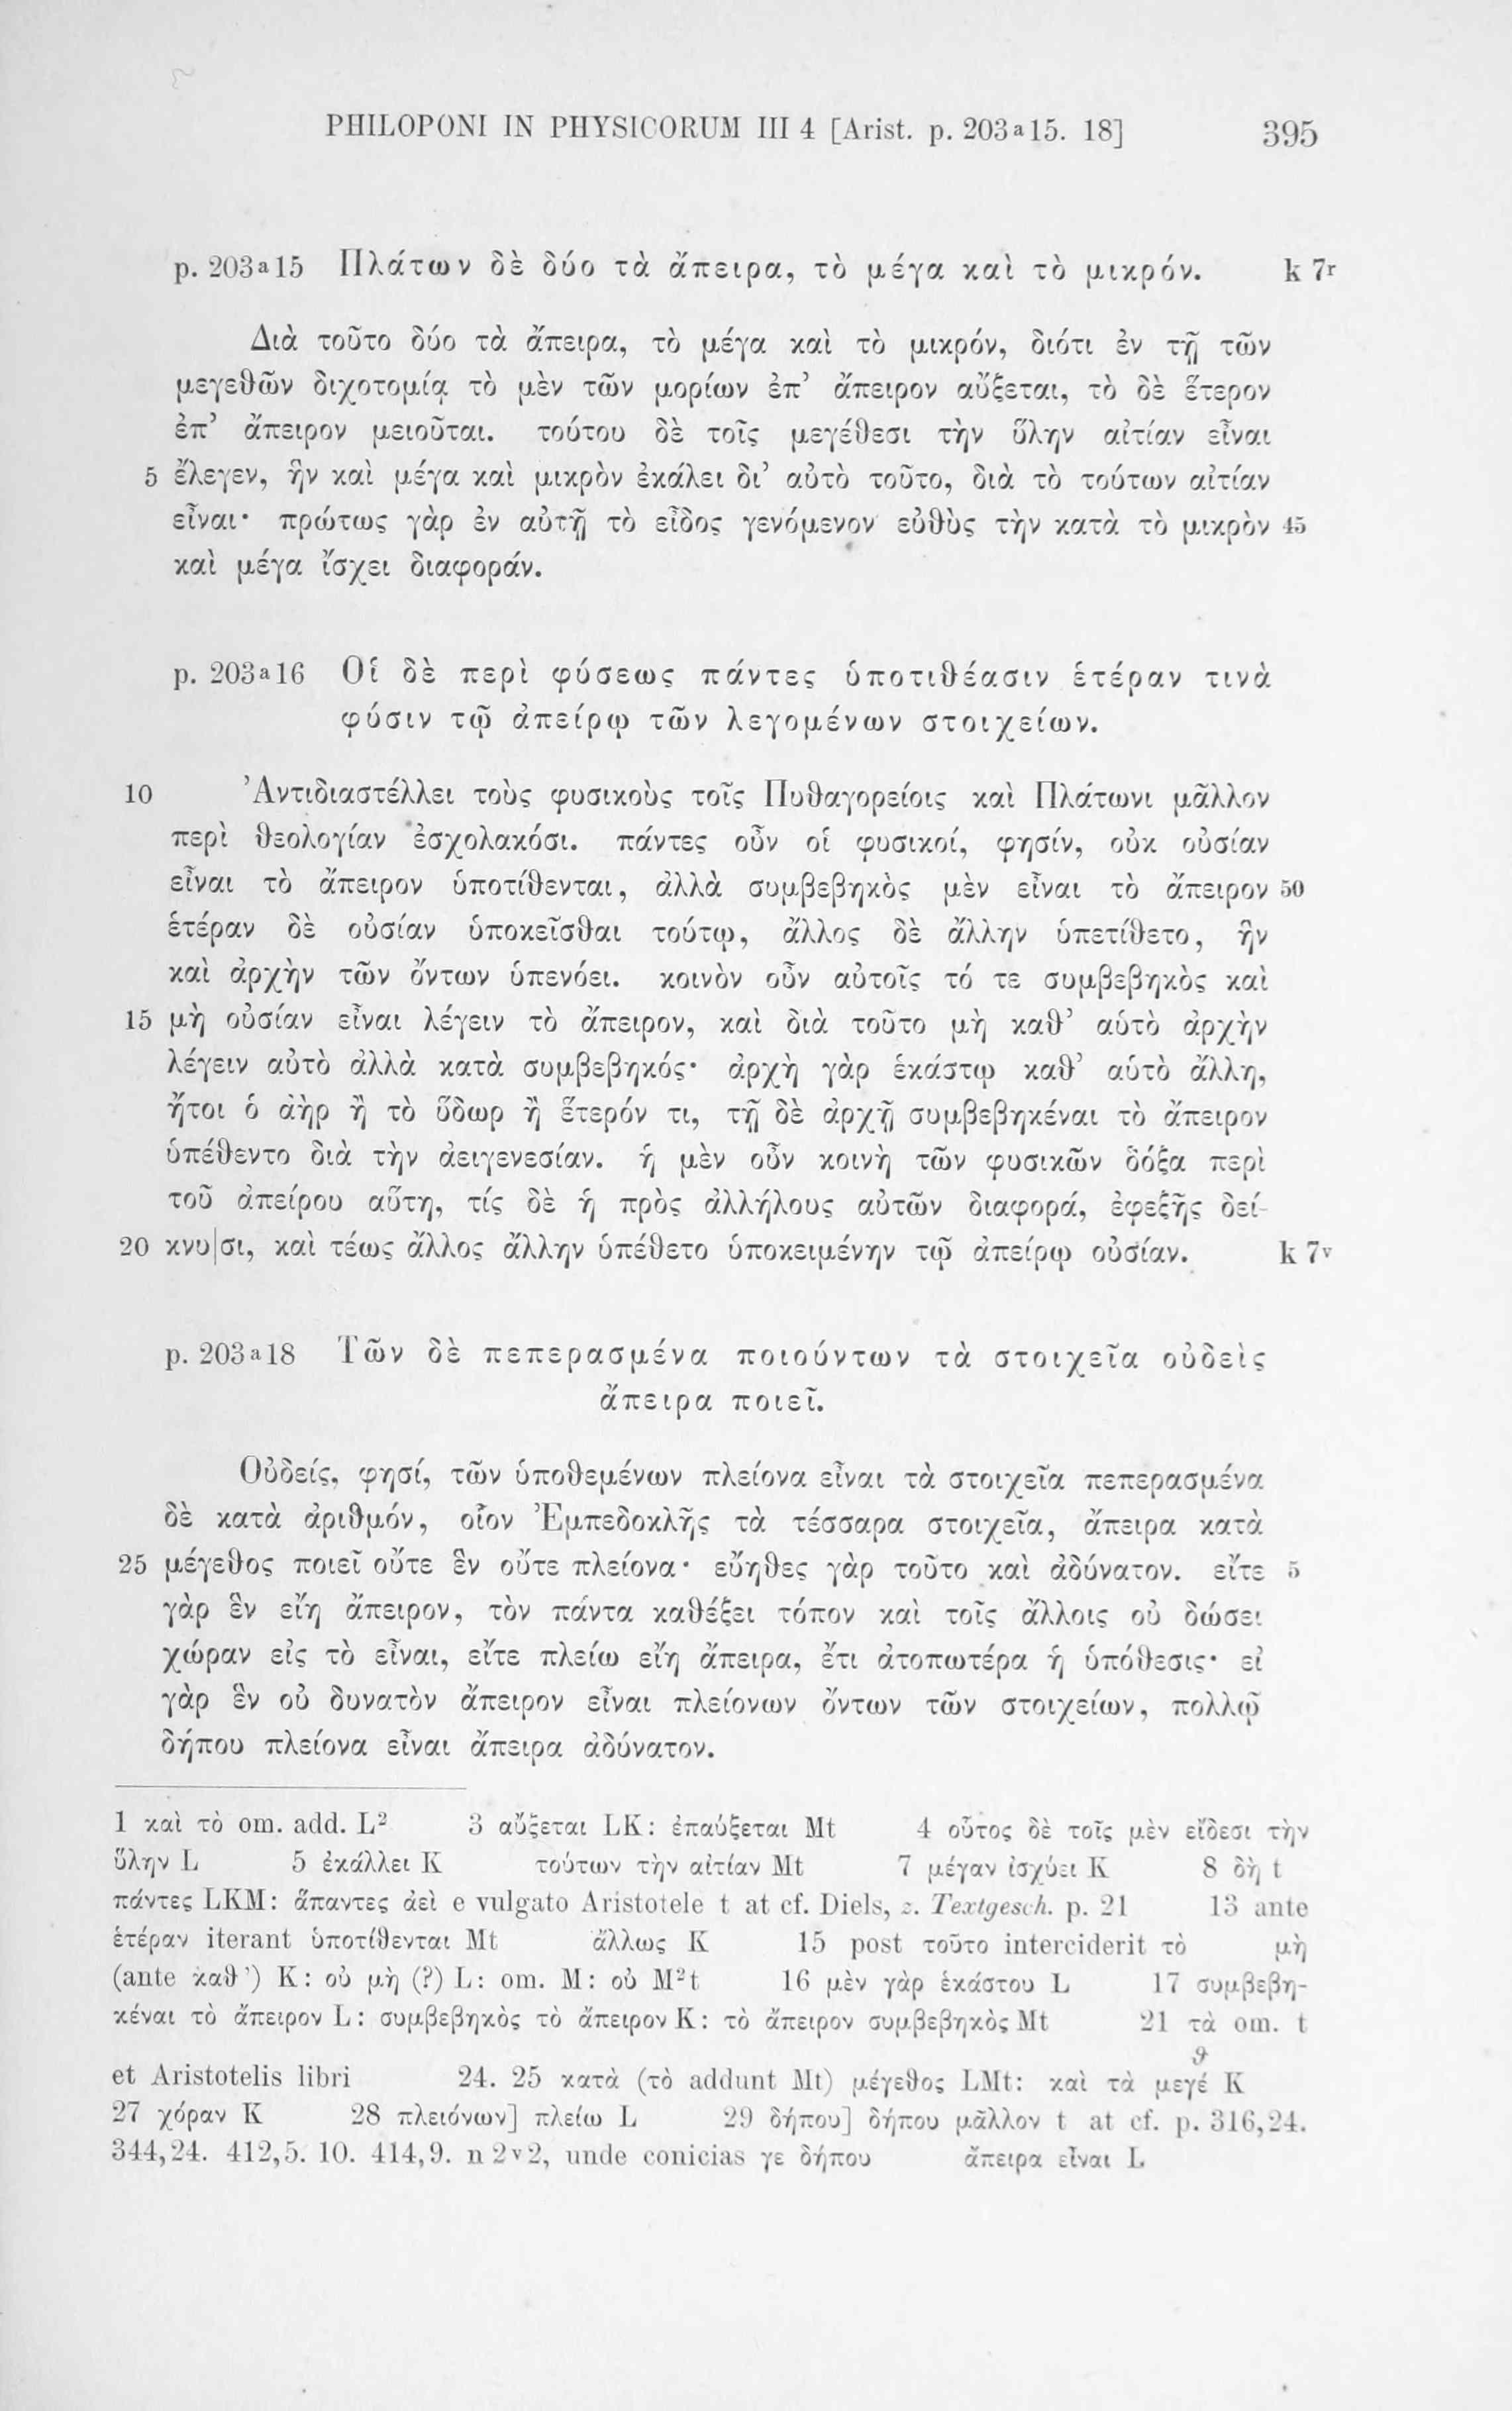 PHILOPONI IN PHYSICORUM III 4 [Arist. p. 203a15. 18] 395
p. 203a15 Πλάτων δὲ δύο τὰ ἄπειρα, τὸ μέγα καὶ τὸ μικρόν. k 7r
Διὰ τοῦτο δύο τὰ ἄπειρα, τὸ μέγα καὶ τὸ μικρόν, διότι ἐν τῇ τῶν
μεγεθῶν διχοτομίᾳ τὸ μὲν τῶν μορίων ἐπ’ ἄπειρον αὔξεται, τὸ δὲ ἕτερον
ἐπ’ ἄπειρον μειοῦται. τούτου δὲ τοῖς μεγέθεσι τὴν ὕλην αἰτίαν εἶναι
5 ἔλεγεν, ἣν καὶ μέγα καὶ μικρὸν ἐκάλει δι’ αὐτὸ τοῦτο, διὰ τὸ τούτων αἰτίαν
εἶναι· πρώτως γὰρ ἐν αὐτῇ τὸ εἶδος γενόμενον εὐθὺς τὴν κατὰ τὸ μικρὸν 45
καὶ μέγα ἴσχει διαφοράν.
p. 203a16 Οἱ δὲ περὶ φύσεως πάντες ὑποτιθέασιν ἑτέραν τινὰ
φύσιν τῷ ἀπείρῳ τῶν λεγομένων στοιχείων.
10 Ἀντιδιαστέλλει τοὺς φυσικοὺς τοῖς Πυθαγορείοις καὶ Πλάτωνι μᾶλλον
περὶ θεολογίαν ἐσχολακόσι. πάντες οὖν οἱ φυσικοί, φησίν, οὐκ οὐσίαν
εἶναι τὸ ἄπειρον ὑποτίθενται, ἀλλὰ συμβεβηκὸς μὲν εἶναι τὸ ἄπειρον 50
ἑτέραν δὲ οὐσίαν ὑποκεῖσθαι τούτῳ, ἄλλος δὲ ἄλλην ὑπετίθετο, ἣν
καὶ ἀρχὴν τῶν ὄντων ὑπενόει. κοινὸν οὖν αὐτοῖς τό τε συμβεβηκὸς καὶ
15 μὴ οὐσίαν εἶναι λέγειν τὸ ἄπειρον, καὶ διὰ τοῦτο μὴ καθ’ αὑτὸ ἀρχὴν
λέγειν αὐτὸ ἀλλὰ κατὰ συμβεβηκός· ἀρχὴ γὰρ ἑκάστῳ καθ’ αὑτὸ ἄλλη,
ἤτοι ὁ ἀὴρ ἢ τὸ ὕδωρ ἢ ἕτερόν τι, τῇ δὲ ἀρχῇ συμβεβηκέναι τὸ ἄπειρον
ὑπέθεντο διὰ τὴν ἀειγενεσίαν. ἡ μὲν οὖν κοινὴ τῶν φυσικῶν δόξα περὶ
τοῦ ἀπείρου αὕτη, τίς δὲ ἡ πρὸς ἀλλήλους αὐτῶν διαφορά, ἐφεξῆς δεί-
20 κνυ|σι, καὶ τέως ἄλλος ἄλλην ὑπέθετο ὑποκειμένην τῷ ἀπείρῳ οὐσίαν. k 7v
p. 203a18 Τῶν δὲ πεπερασμένα ποιούντων τὰ στοιχεῖα οὐδεὶς
ἄπειρα ποιεῖ.
Οὐδείς, φησί, τῶν ὑποθεμένων πλείονα εἶναι τὰ στοιχεῖα πεπερασμένα
δὲ κατὰ ἀριθμόν, οἷον Ἐμπεδοκλῆς τὰ τέσσαρα στοιχεῖα, ἄπειρα κατὰ
25 μέγεθος ποιεῖ οὔτε ἓν οὔτε πλείονα· εὔηθες γὰρ τοῦτο καὶ ἀδύνατον. εἴτε 5
γὰρ ἓν εἴη ἄπειρον, τὸν πάντα καθέξει τόπον καὶ τοῖς ἄλλοις οὐ δώσει
χώραν εἰς τὸ εἶναι, εἴτε πλείω εἴη ἄπειρα, ἔτι ἀτοπωτέρα ἡ ὑπόθεσις· εἰ
γὰρ ἓν οὐ δυνατὸν ἄπειρον εἶναι πλείονων ὄντων τῶν στοιχείων, πολλῷ
δήπου πλείονα εἶναι ἄπειρα ἀδύνατον.
1 καὶ τὸ om. add. L² 3 αὔξεται LK: ἐπαύξεται Mt 4 οὗτος δὲ τοῖς μὲν εἴδεσι τὴν
ὕλην L 5 ἐκάλλει K τούτων τὴν αἰτίαν Mt 7 μέγαν ἰσχύει K 8 δὴ t
πάντες LKM: ἅπαντες ἀεὶ e vulgato Aristotele t at cf. Diels, z. Textgesch. p. 21 13 ante
ἑτέραν iterant ὑποτίθενται Mt ἄλλως K 15 post τοῦτο interciderit τὸ μὴ
(ante καθ’) K: οὐ μὴ (?) L: om. M: οὐ M²t 16 μὲν γὰρ ἑκάστου L 17 συμβεβη-
κέναι τὸ ἄπειρον L: συμβεβηκὸς τὸ ἄπειρον K: τὸ ἄπειρον συμβεβηκὸς Mt 21 τὰ om. t
et Aristotelis libri 24. 25 κατὰ (τὸ addunt Mt) μέγεθος LMt: καὶ τὰ μεγέθ K
27 χόραν K 28 πλειόνων] πλείω L 29 δήπου] δήπου μᾶλλον t at cf. p. 316,24.
344,24. 412,5. 10. 414,9. n 2v2, unde conicias γε δήπου ἄπειρα εἶναι L